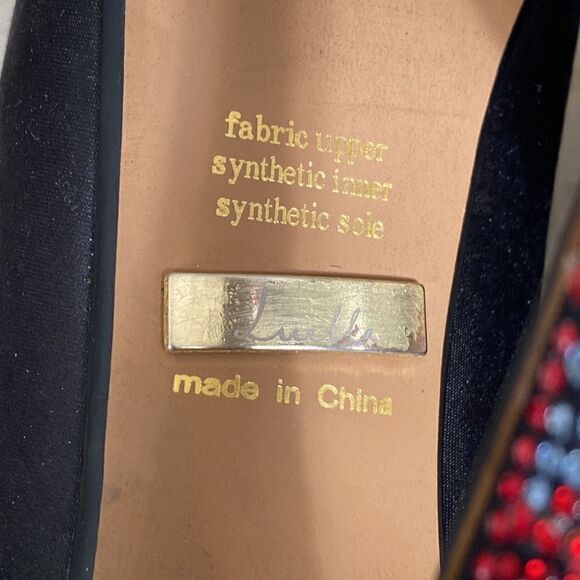 fabric upper
synthetic inner
synthetic sole
made in China